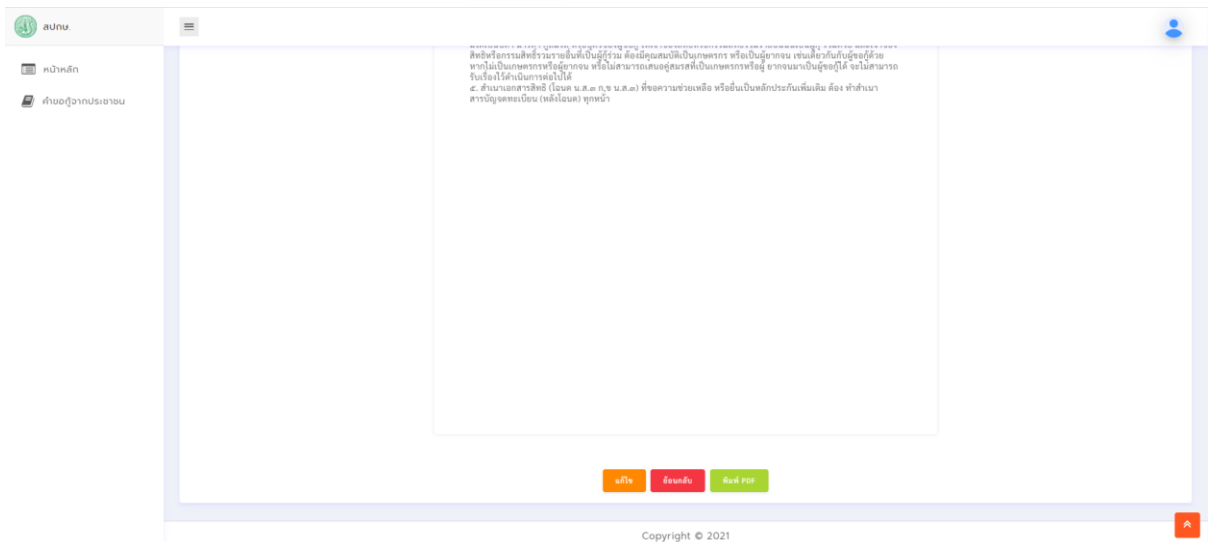 สปกษ.
หน้าหลัก
คำขอกู้จากประชาชน
สิทธิหรือกรรมสิทธิ์รวมรายอื่นที่เป็นผู้กู้ร่วม ต้องมีคุณสมบัติเป็นเกษตรกร หรือเป็นผู้ยากจน เช่นเดียวกันกับผู้ขอกู้ด้วย
หากไม่เป็นเกษตรกรหรือผู้ยากจน หรือไม่สามารถเสนอคู่สมรสที่เป็นเกษตรกรหรือผู้ ยากจนมาเป็นผู้ขอกู้ได้ จะไม่สามารถ
รับเรื่องไว้ดำเนินการต่อไปได้
๕. สำเนาเอกสารสิทธิ (โฉนด น.ส.๓ ก,ข น.ส.๓) ที่ขอความช่วยเหลือ หรือยื่นเป็นหลักประกันเพิ่มเติม ต้อง ทำสำเนา
สารบัญจดทะเบียน (หลังโฉนด) ทุกหน้า
แก้ไข
ย้อนกลับ
พิมพ์ PDF
Copyright © 2021